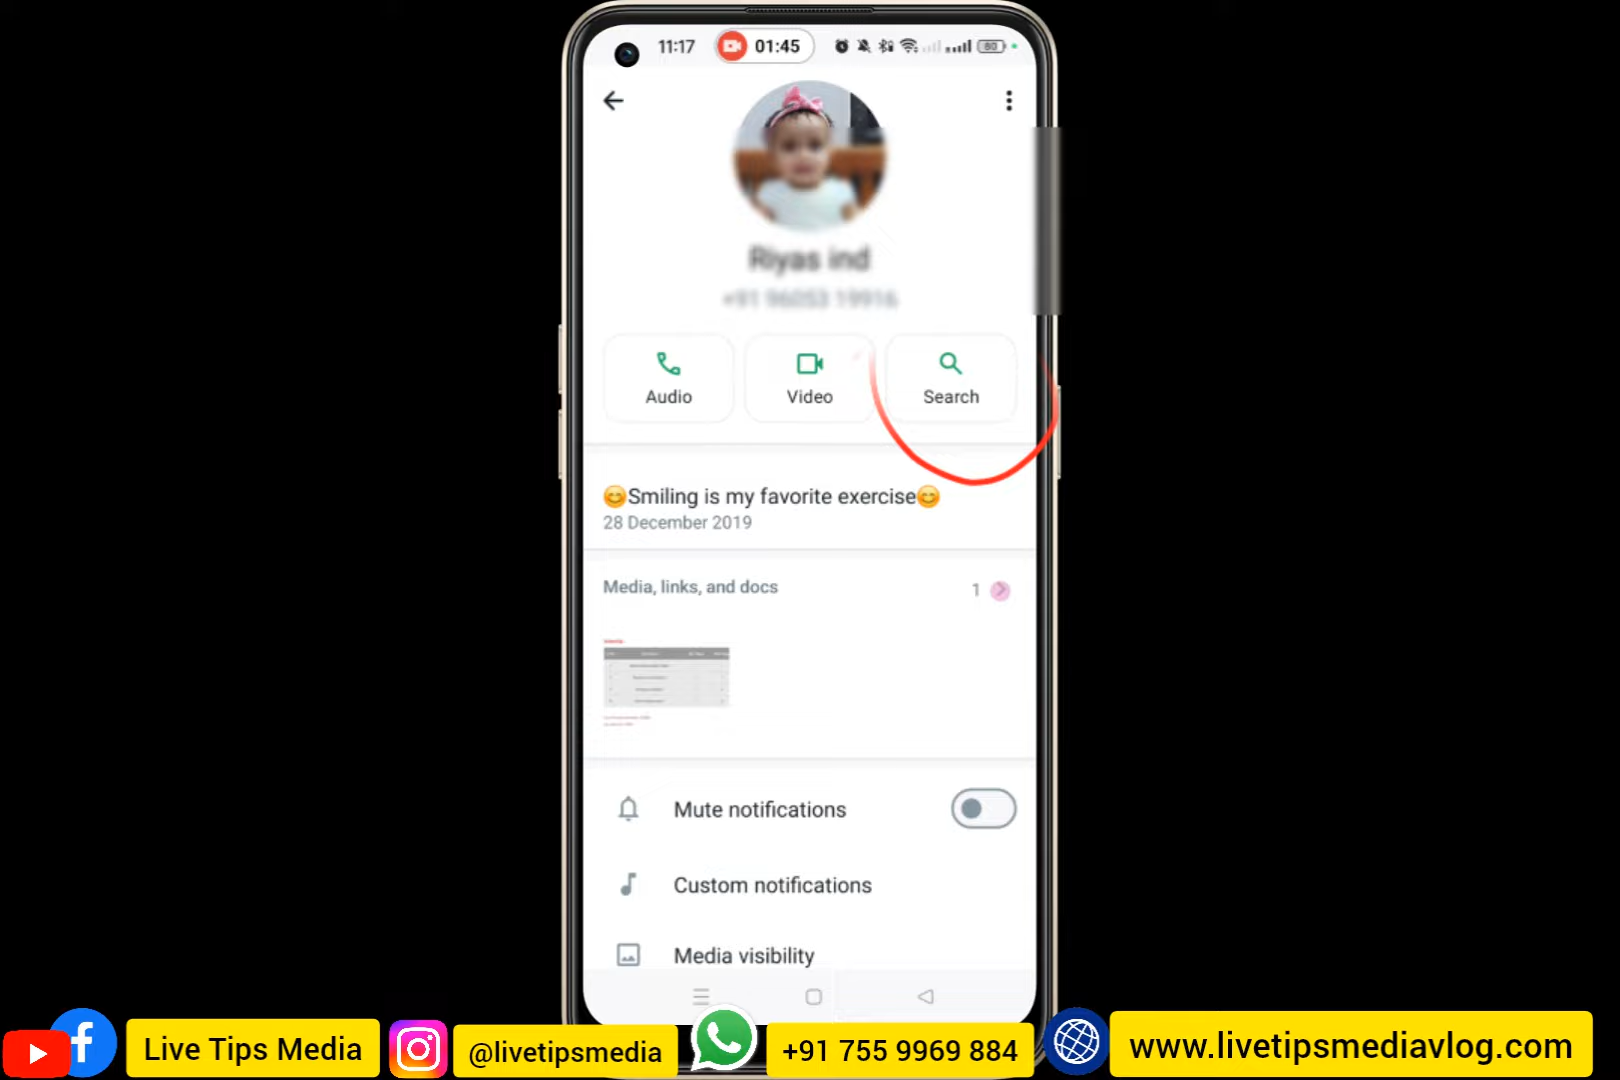 11:17 01:45 80
Audio Video Search
😊Smiling is my favorite exercise😊
28 December 2019
Media, links, and docs 1
Mute notifications
Custom notifications
Media visibility
Live Tips Media @livetipsmedia +91 755 9969 884 www.livetipsmediavlog.com